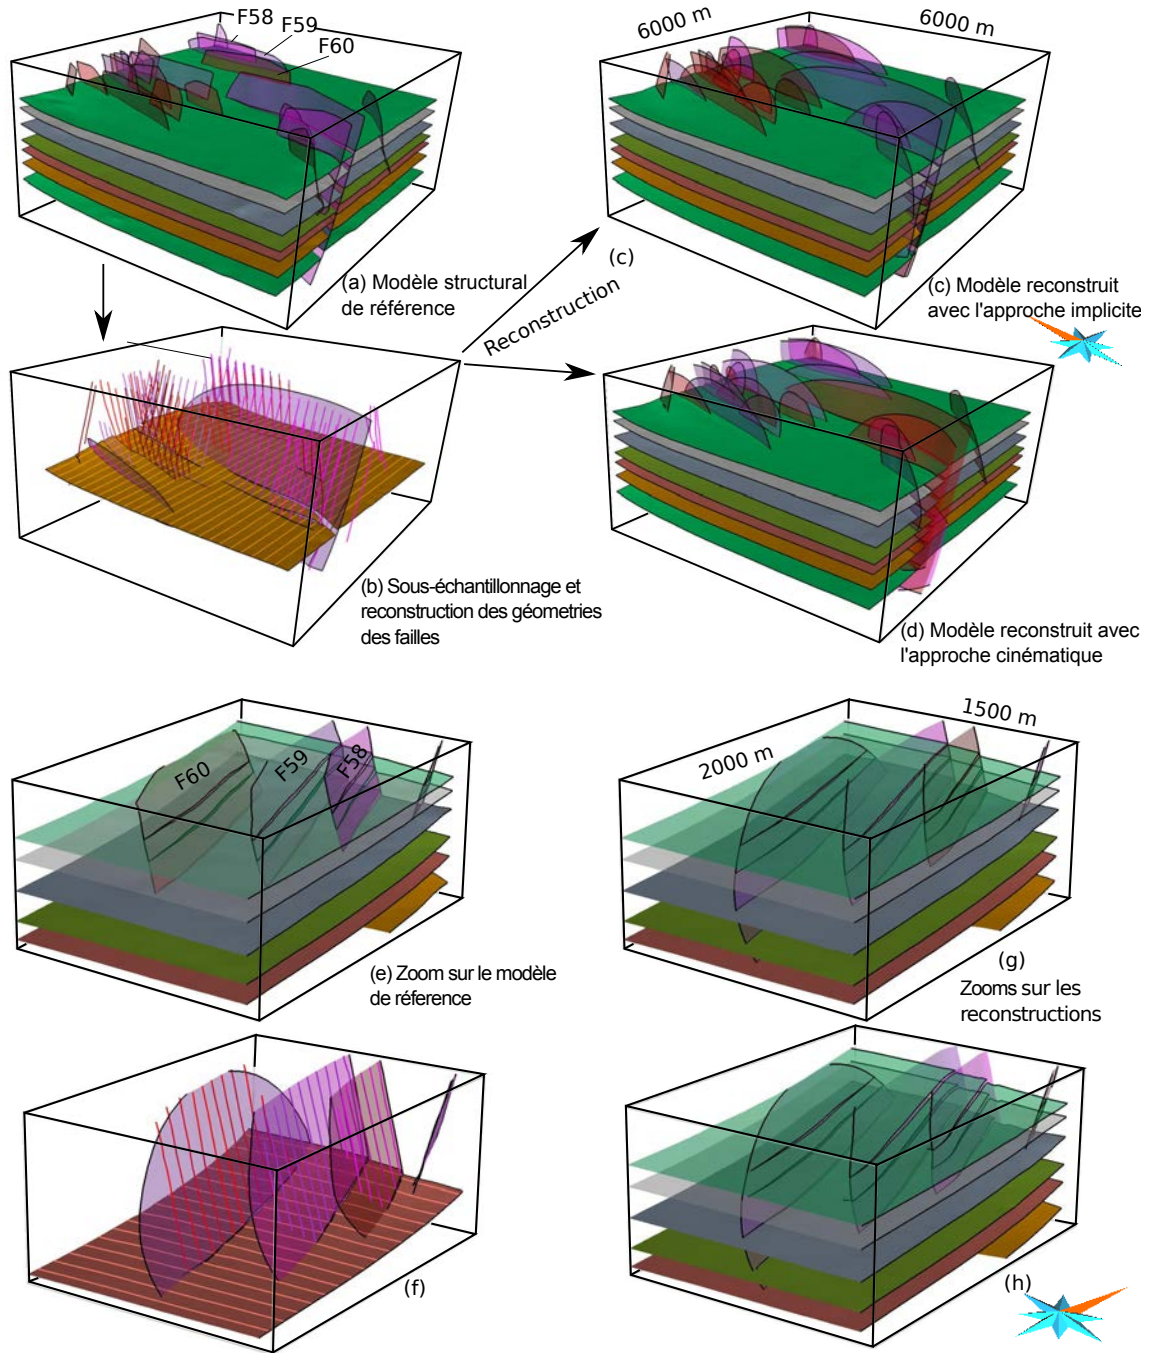 F58
F59
F60
6000 m
6000 m
(a) Modèle structural
de référence
(c)
Reconstruction
(c) Modèle reconstruit
avec l'approche implicite
(b) Sous-échantillonnage et
reconstruction des géometries
des failles
(d) Modèle reconstruit avec
l'approche cinématique
F60
F59
F58
2000 m
1500 m
(e) Zoom sur le modèle
de réference
(g)
Zooms sur les
reconstructions
(f)
(h)